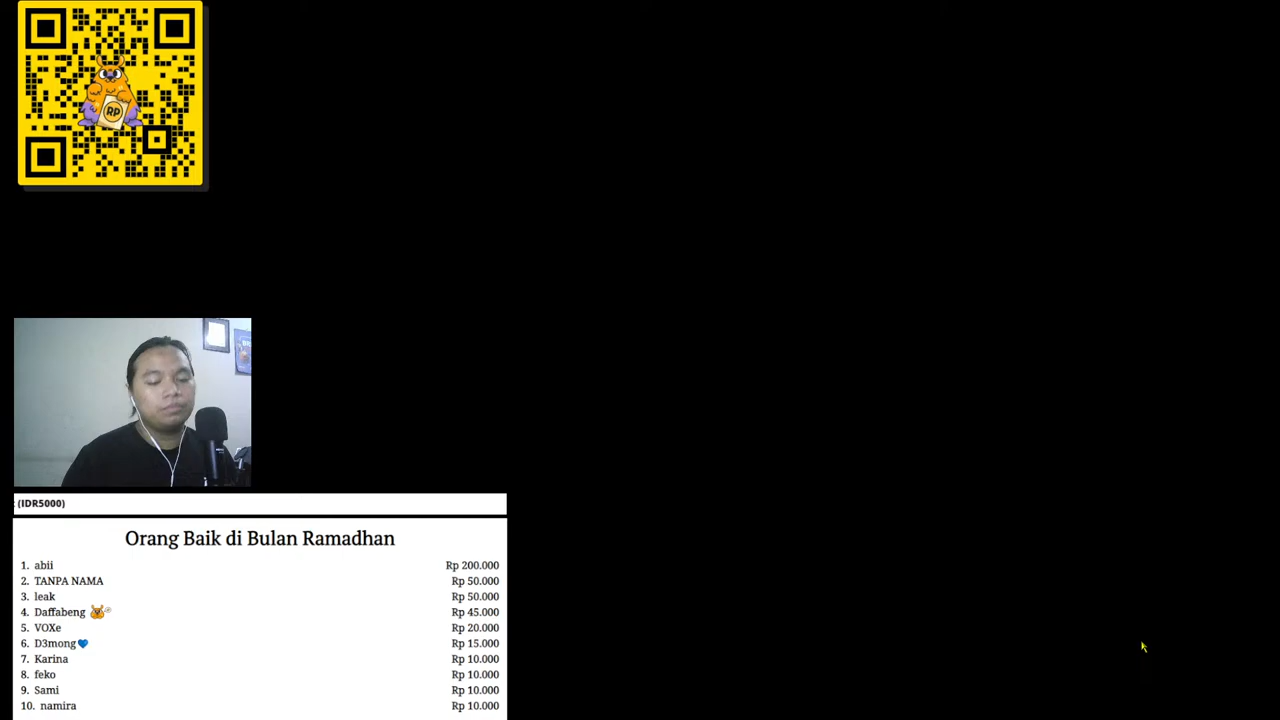 RP
: (IDR5000)
Orang Baik di Bulan Ramadhan
1. abii Rp 200.000
2. TANPA NAMA Rp 50.000
3. leak Rp 50.000
4. Daffabeng Rp 45.000
5. VOXe Rp 20.000
6. D3mong💙 Rp 15.000
7. Karina Rp 10.000
8. feko Rp 10.000
9. Sami Rp 10.000
10. namira Rp 10.000